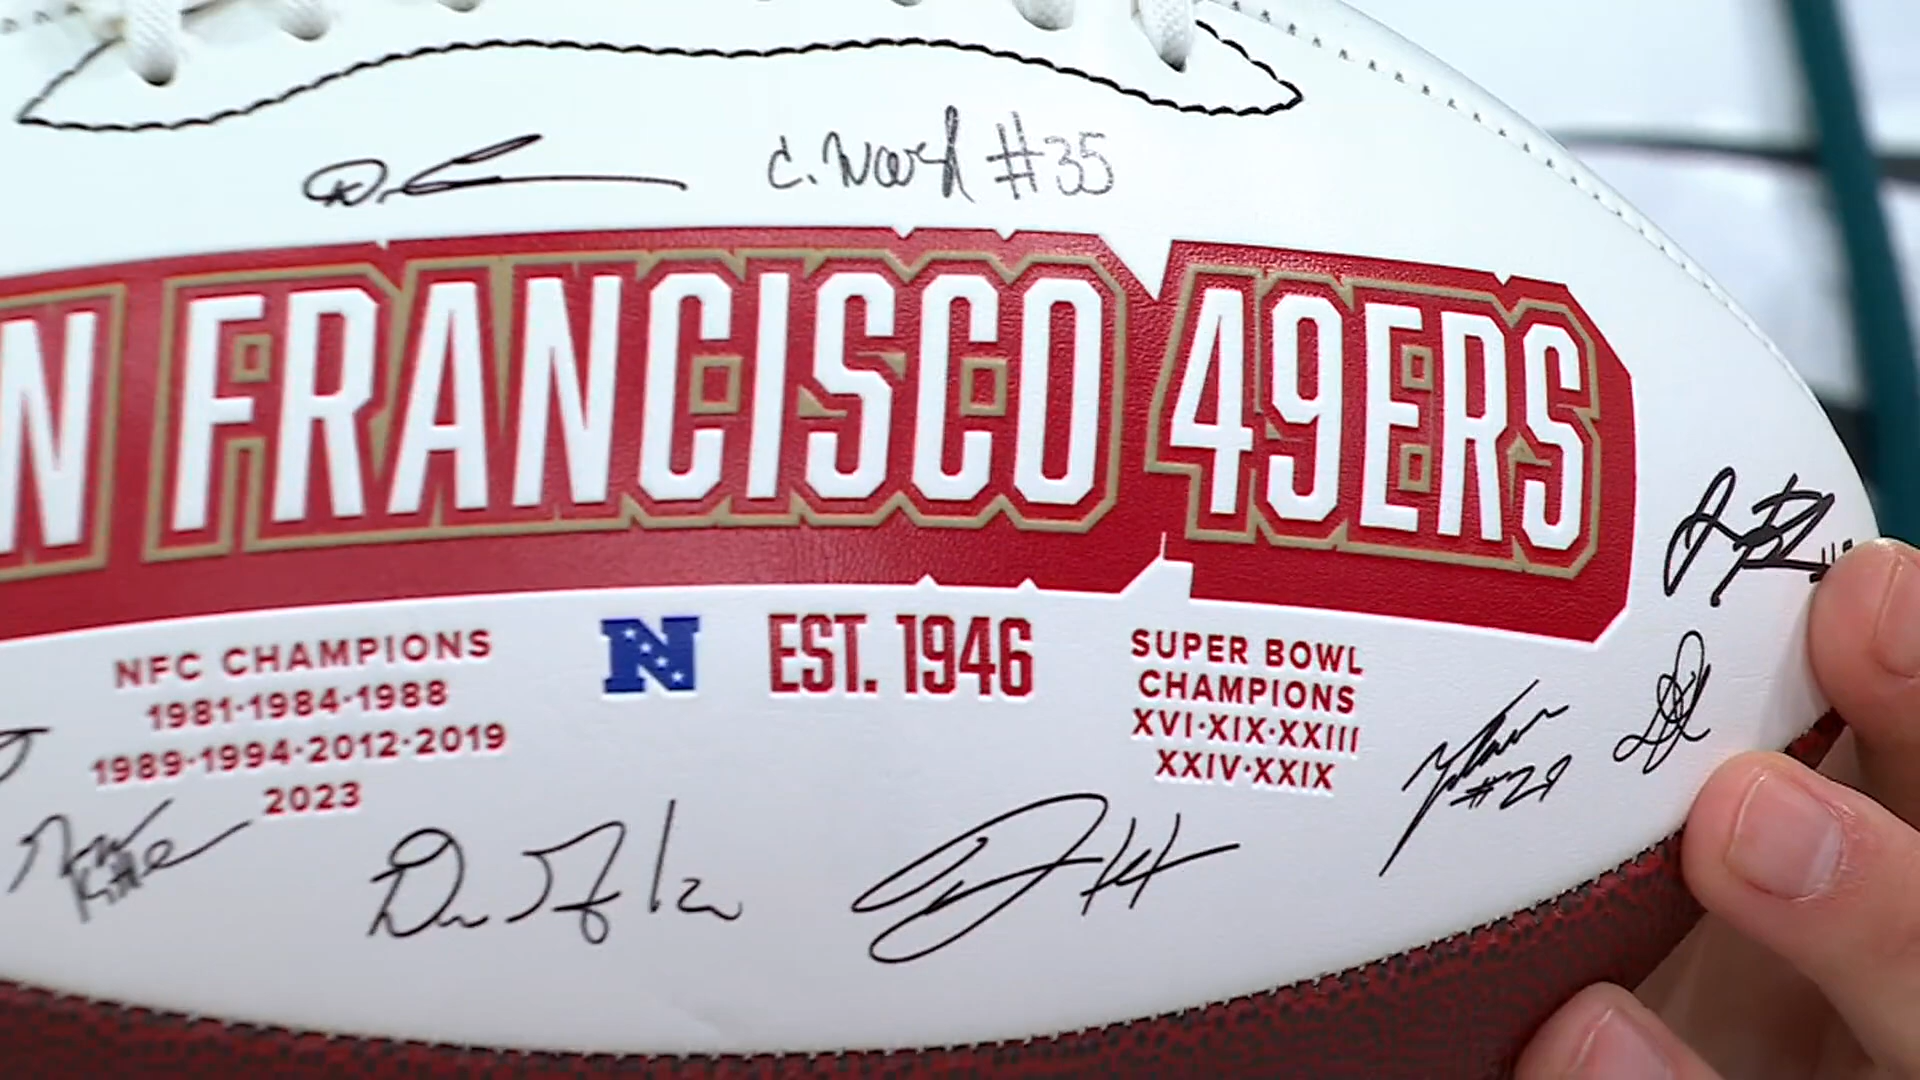 C. Ward #35
N FRANCISCO 49ERS
NFC CHAMPIONS
1981·1984·1988
1989·1994·2012·2019
2023
N
EST. 1946
SUPER BOWL
CHAMPIONS
XVI·XIX·XXIII
XXIV·XXIX
Kittle
#29